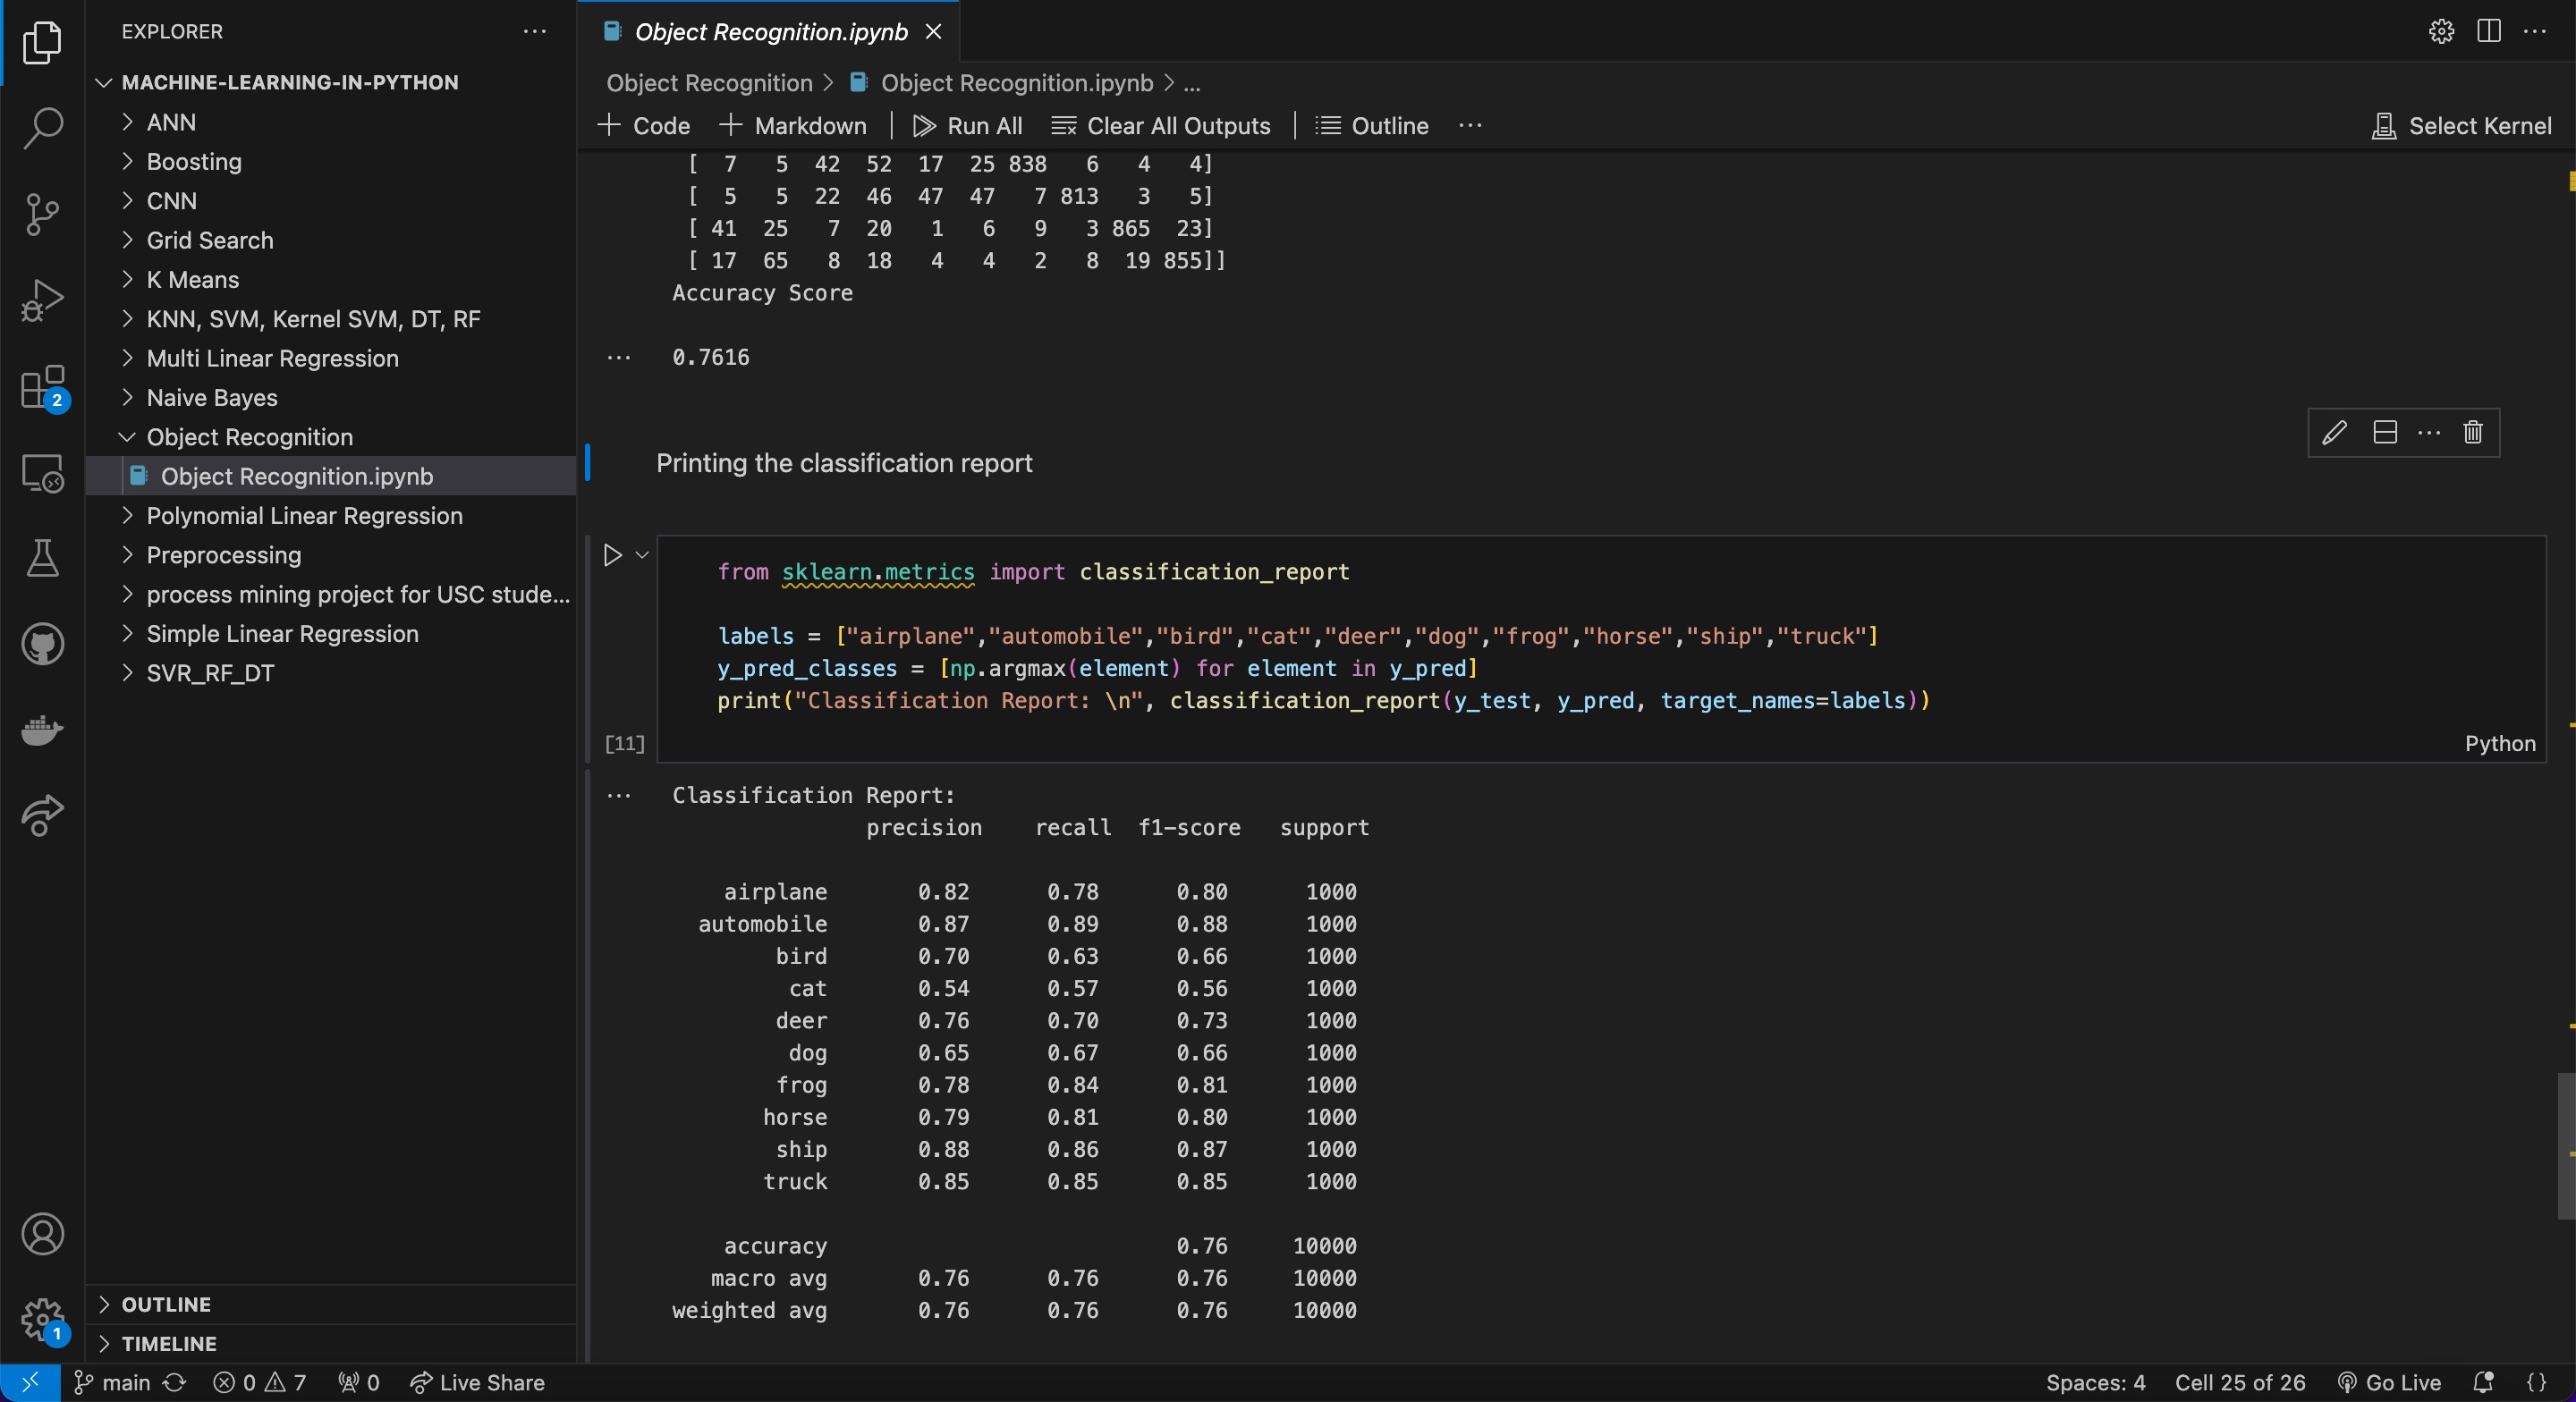 EXPLORER
MACHINE-LEARNING-IN-PYTHON
ANN
Boosting
CNN
Grid Search
K Means
KNN, SVM, Kernel SVM, DT, RF
Multi Linear Regression
Naive Bayes
Object Recognition
Object Recognition.ipynb
Polynomial Linear Regression
Preprocessing
process mining project for USC stude...
Simple Linear Regression
SVR_RF_DT
OUTLINE
TIMELINE
2
1
Object Recognition.ipynb
Object Recognition > Object Recognition.ipynb > ...
Code Markdown Run All Clear All Outputs Outline ... Select Kernel
[  7   5  42  52  17  25 838   6   4   4]
[  5   5  22  46  47  47   7 813   3   5]
[ 41  25   7  20   1   6   9   3 865  23]
[ 17  65   8  18   4   4   2   8  19 855]]
Accuracy Score
0.7616
Printing the classification report
from sklearn.metrics import classification_report
labels = ["airplane","automobile","bird","cat","deer","dog","frog","horse","ship","truck"]
y_pred_classes = [np.argmax(element) for element in y_pred]
print("Classification Report: \n", classification_report(y_test, y_pred, target_names=labels))
[11]
Python
Classification Report:
precision recall f1-score support
airplane 0.82 0.78 0.80 1000
automobile 0.87 0.89 0.88 1000
bird 0.70 0.63 0.66 1000
cat 0.54 0.57 0.56 1000
deer 0.76 0.70 0.73 1000
dog 0.65 0.67 0.66 1000
frog 0.78 0.84 0.81 1000
horse 0.79 0.81 0.80 1000
ship 0.88 0.86 0.87 1000
truck 0.85 0.85 0.85 1000
accuracy 0.76 10000
macro avg 0.76 0.76 0.76 10000
weighted avg 0.76 0.76 0.76 10000
main 0 7 0 Live Share Spaces: 4 Cell 25 of 26 Go Live {}